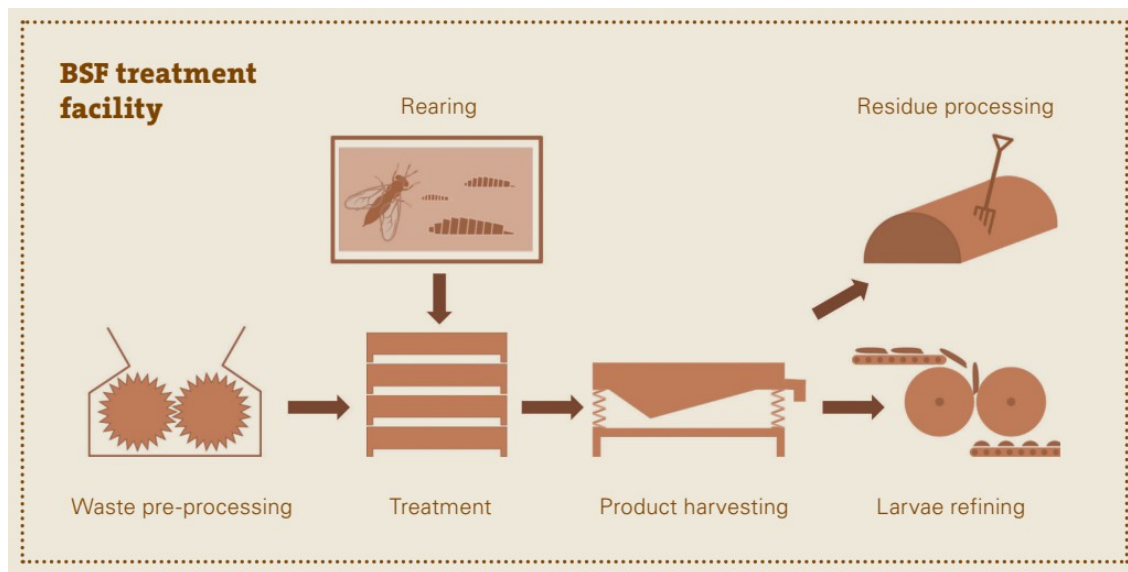 BSF treatment
facility
Rearing
Residue processing
Waste pre-processing
Treatment
Product harvesting
Larvae refining